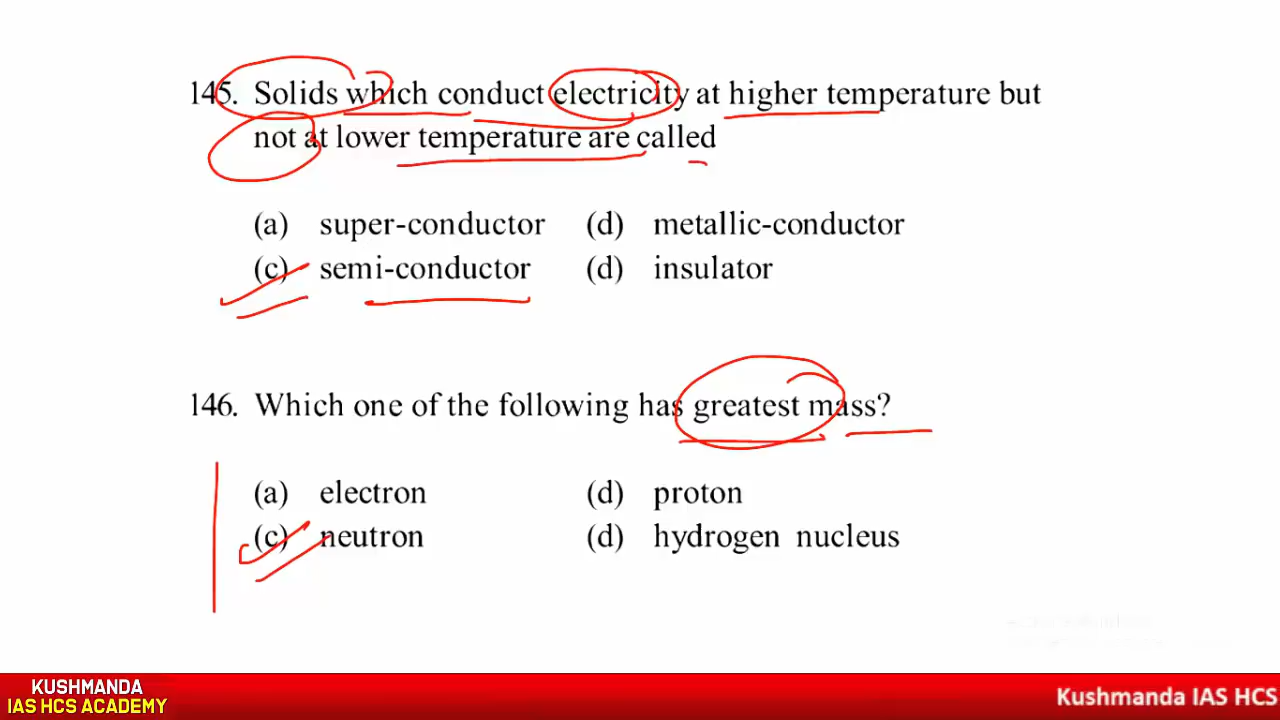 145. Solids which conduct electricity at higher temperature but
not at lower temperature are called
(a) super-conductor (d) metallic-conductor
(c) semi-conductor (d) insulator
146. Which one of the following has greatest mass?
(a) electron (d) proton
(c) neutron (d) hydrogen nucleus
KUSHMANDA
IAS HCS ACADEMY
Kushmanda IAS HCS